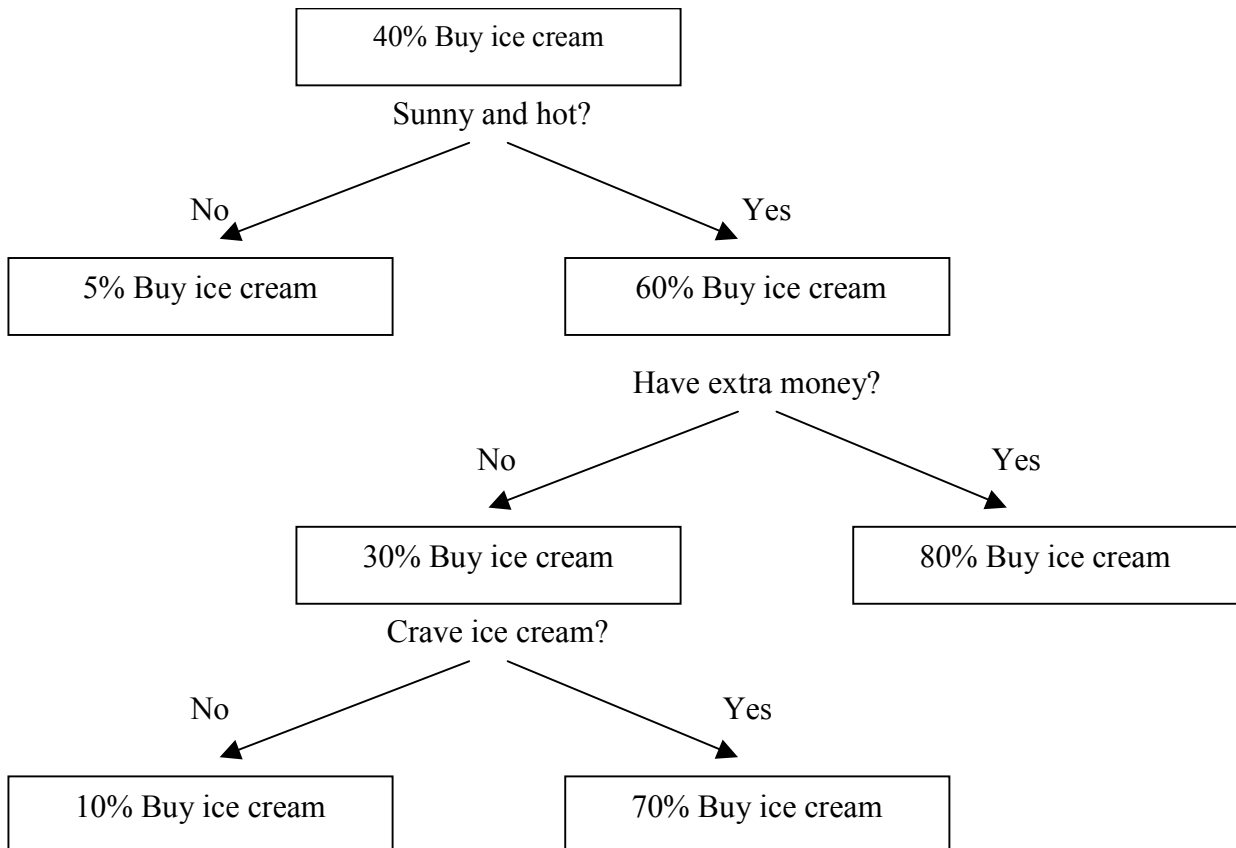 40% Buy ice cream
Sunny and hot?
No
Yes
5% Buy ice cream
60% Buy ice cream
Have extra money?
No
Yes
30% Buy ice cream
80% Buy ice cream
Crave ice cream?
No
Yes
10% Buy ice cream
70% Buy ice cream